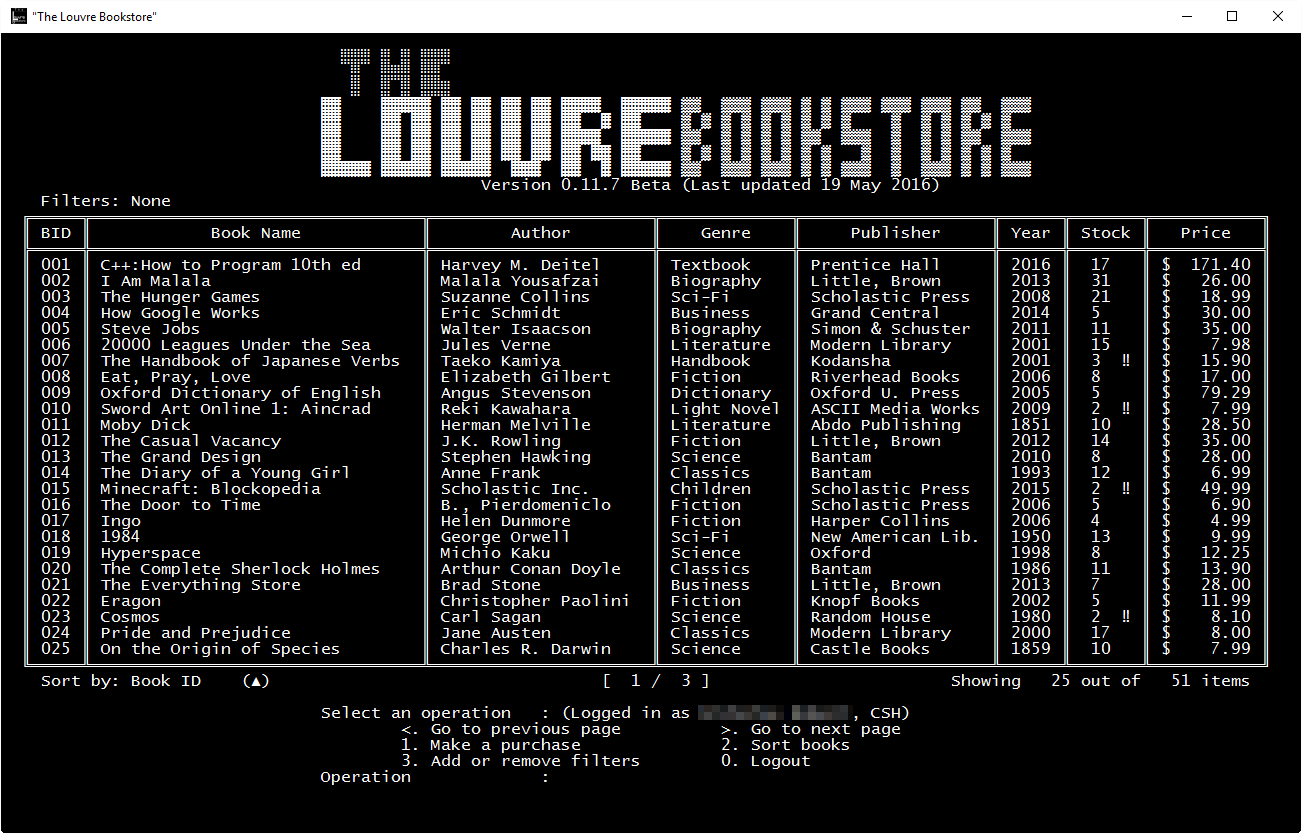 "The Louvre Bookstore"
THE
LOUVRE BOOKSTORE
Version 0.11.7 Beta (Last updated 19 May 2016)
Filters: None
BID Book Name Author Genre Publisher Year Stock Price
001 C++:How to Program 10th ed Harvey M. Deitel Textbook Prentice Hall 2016 17 $ 171.40
002 I Am Malala Malala Yousafzai Biography Little, Brown 2013 31 $ 26.00
003 The Hunger Games Suzanne Collins Sci-Fi Scholastic Press 2008 21 $ 18.99
004 How Google Works Eric Schmidt Business Grand Central 2014 5 $ 30.00
005 Steve Jobs Walter Isaacson Biography Simon & Schuster 2011 11 $ 35.00
006 20000 Leagues Under the Sea Jules Verne Literature Modern Library 2001 15 $ 7.98
007 The Handbook of Japanese Verbs Taeko Kamiya Handbook Kodansha 2001 3 ‼ $ 15.90
008 Eat, Pray, Love Elizabeth Gilbert Fiction Riverhead Books 2006 8 $ 17.00
009 Oxford Dictionary of English Angus Stevenson Dictionary Oxford U. Press 2005 5 $ 79.29
010 Sword Art Online 1: Aincrad Reki Kawahara Light Novel ASCII Media Works 2009 2 ‼ $ 7.99
011 Moby Dick Herman Melville Literature Abdo Publishing 1851 10 $ 28.50
012 The Casual Vacancy J.K. Rowling Fiction Little, Brown 2012 14 $ 35.00
013 The Grand Design Stephen Hawking Science Bantam 2010 8 $ 28.00
014 The Diary of a Young Girl Anne Frank Classics Bantam 1993 12 $ 6.99
015 Minecraft: Blockopedia Scholastic Inc. Children Scholastic Press 2015 2 ‼ $ 49.99
016 The Door to Time B., Pierdomeniclo Fiction Scholastic Press 2006 5 $ 6.90
017 Ingo Helen Dunmore Fiction Harper Collins 2006 4 $ 4.99
018 1984 George Orwell Sci-Fi New American Lib. 1950 13 $ 9.99
019 Hyperspace Michio Kaku Science Oxford 1998 8 $ 12.25
020 The Complete Sherlock Holmes Arthur Conan Doyle Classics Bantam 1986 11 $ 13.90
021 The Everything Store Brad Stone Business Little, Brown 2013 7 $ 28.00
022 Eragon Christopher Paolini Fiction Knopf Books 2002 5 $ 11.99
023 Cosmos Carl Sagan Science Random House 1980 2 ‼ $ 8.10
024 Pride and Prejudice Jane Austen Classics Modern Library 2000 17 $ 8.00
025 On the Origin of Species Charles R. Darwin Science Castle Books 1859 10 $ 7.99
Sort by: Book ID (▲) [ 1 / 3 ] Showing 25 out of 51 items
Select an operation : (Logged in as , CSH)
<. Go to previous page >. Go to next page
1. Make a purchase 2. Sort books
3. Add or remove filters 0. Logout
Operation :